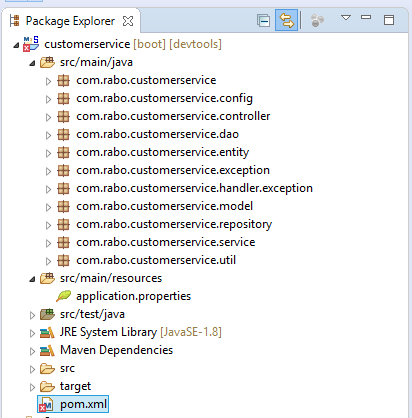 Package Explorer
customerservice [boot] [devtools]
src/main/java
com.rabo.customerservice
com.rabo.customerservice.config
com.rabo.customerservice.controller
com.rabo.customerservice.dao
com.rabo.customerservice.entity
com.rabo.customerservice.exception
com.rabo.customerservice.handler.exception
com.rabo.customerservice.model
com.rabo.customerservice.repository
com.rabo.customerservice.service
com.rabo.customerservice.util
src/main/resources
application.properties
src/test/java
JRE System Library [JavaSE-1.8]
Maven Dependencies
src
target
pom.xml